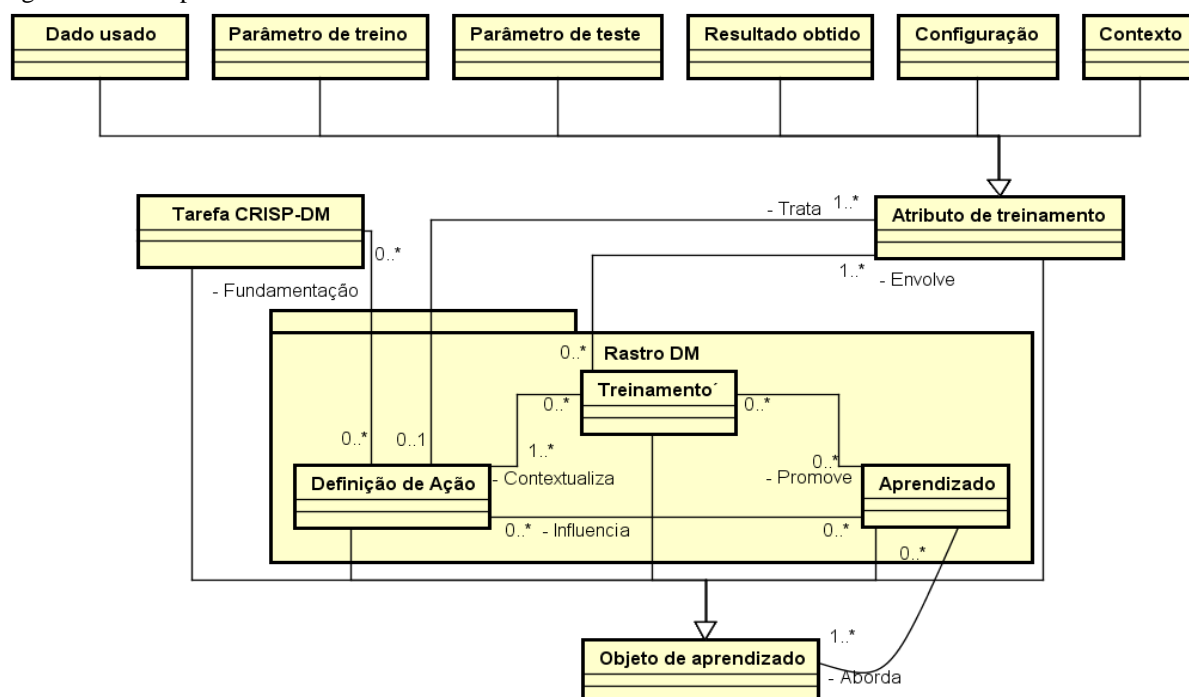 Dado usado
Parâmetro de treino
Parâmetro de teste
Resultado obtido
Configuração
Contexto
Tarefa CRISP-DM
- Trata
1..*
Atributo de treinamento
0..*
1..*
- Envolve
- Fundamentação
0..*
Rastro DM
Treinamento´
0..*
0..*
0..*
0..1
1..*
0..*
Definição de Ação
- Contextualiza
- Promove
Aprendizado
0..*
- Influencia
0..*
0..*
1..*
Objeto de aprendizado
- Aborda